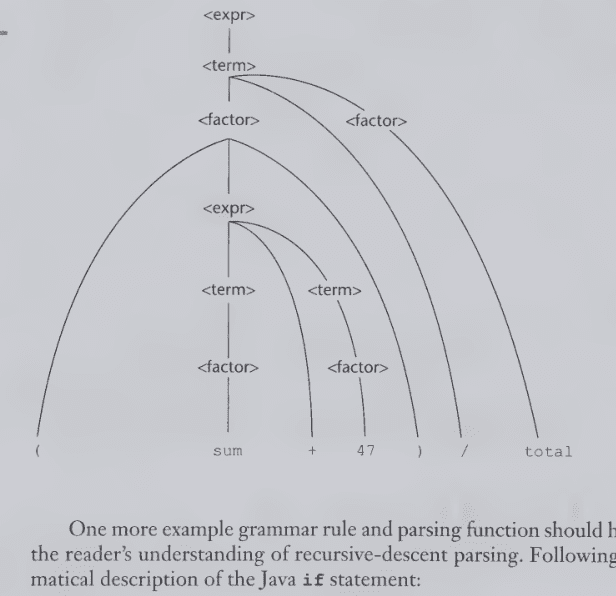 <expr>
<term>
<factor> <factor>
<expr>
<term> <term>
<factor> <factor>
( sum + 47 ) / total
One more example grammar rule and parsing function should h
the reader's understanding of recursive-descent parsing. Following
matical description of the Java if statement: